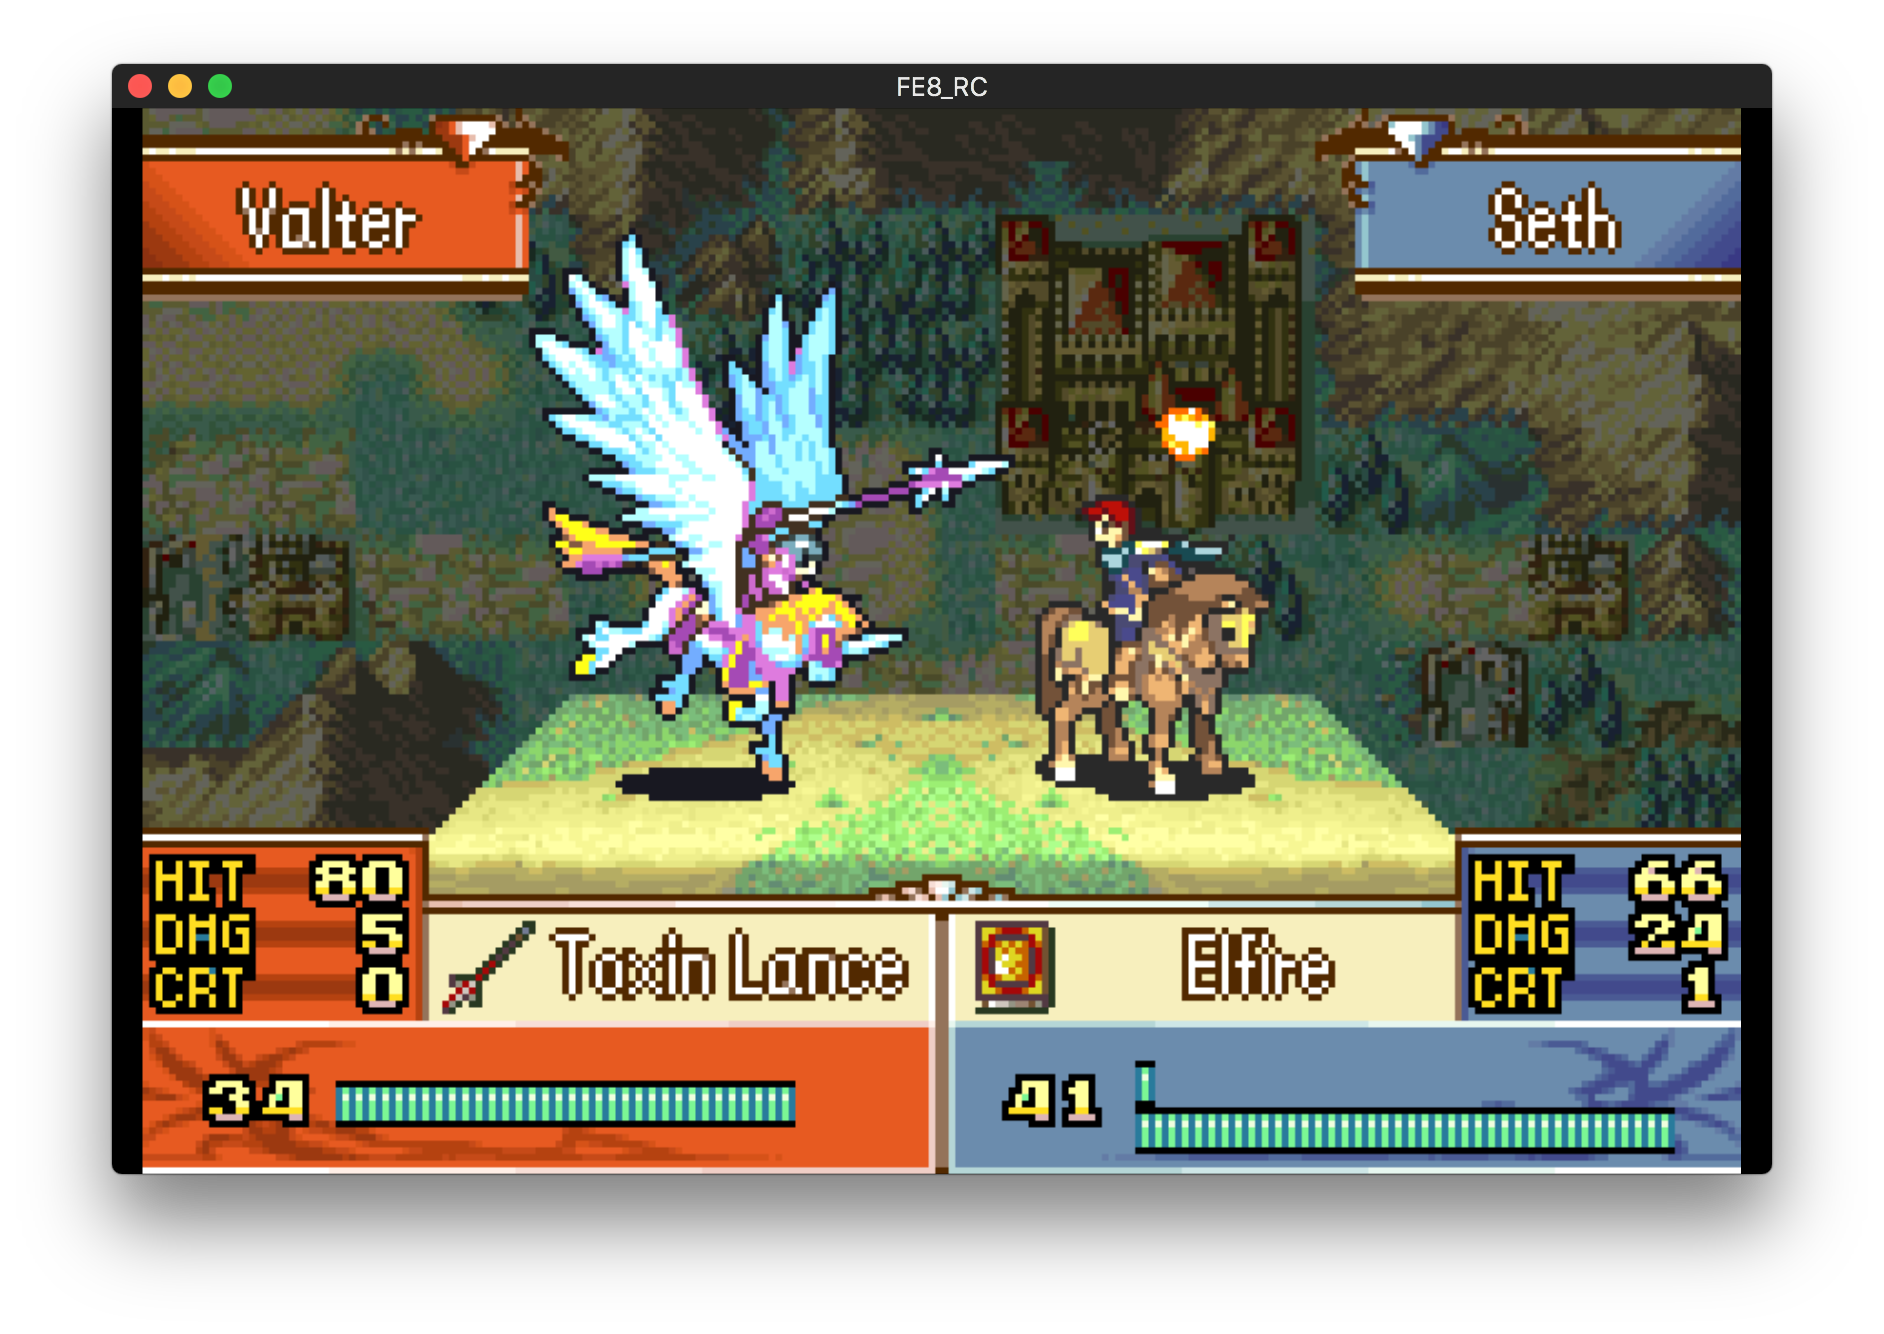 FE8_RC
Valter
Seth
HIT 80
DMG 5
CRT 0
Toxin Lance
Elfire
HIT 66
DMG 24
CRT 1
34
41